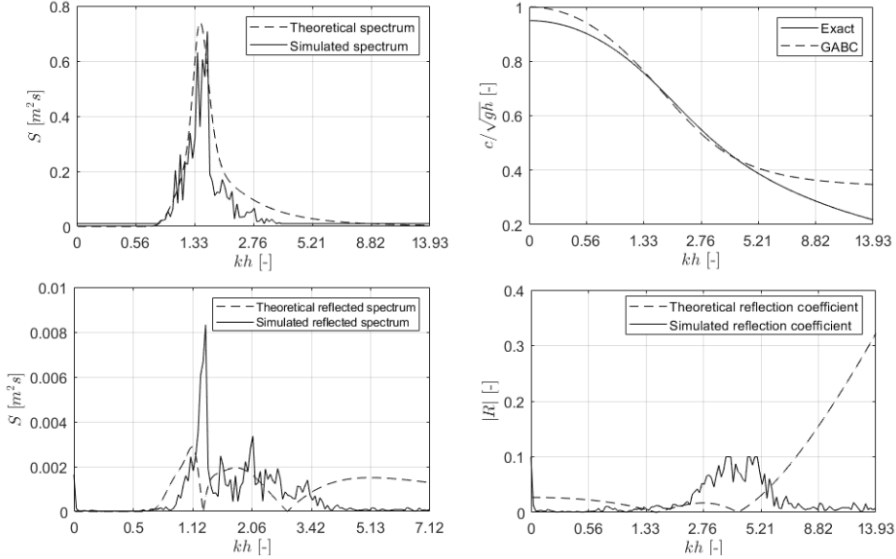 0.8
0.6
0.4
0.2
0
S [m²s]
Theoretical spectrum
Simulated spectrum
0 0.56 1.33 2.76 5.21 8.82 13.93
kh [-]
1
0.8
0.6
0.4
0.2
c/√gh [-]
Exact
GABC
0 0.56 1.33 2.76 5.21 8.82 13.93
kh [-]
0.01
0.008
0.006
0.004
0.002
0
S [m²s]
Theoretical reflected spectrum
Simulated reflected spectrum
0 0.5 1.12 2.06 3.42 5.13 7.12
kh [-]
0.4
0.3
0.2
0.1
0
|R| [-]
Theoretical reflection coefficient
Simulated reflection coefficient
0 0.56 1.33 2.76 5.21 8.82 13.93
kh [-]